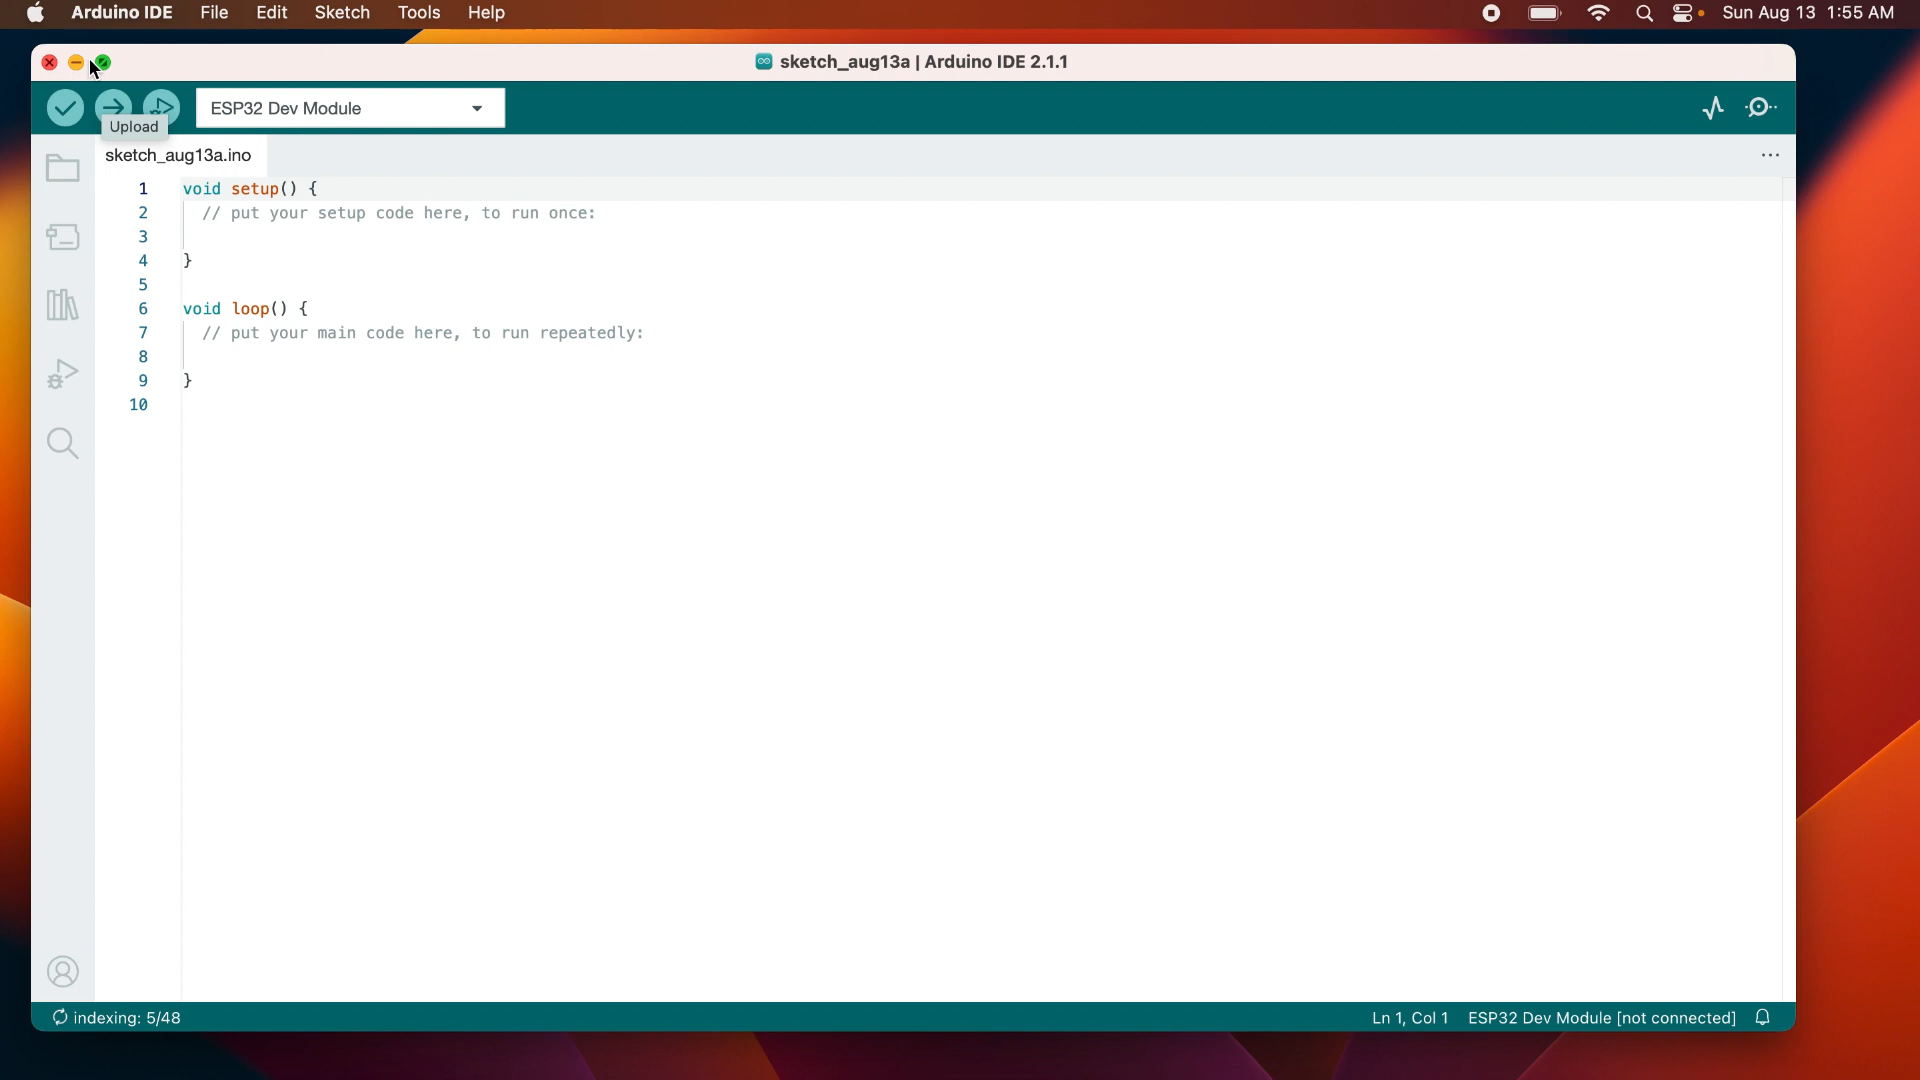 Arduino IDE File Edit Sketch Tools Help Sun Aug 13 1:55 AM
sketch_aug13a | Arduino IDE 2.1.1
ESP32 Dev Module
Upload
sketch_aug13a.ino
1 void setup() {
2 // put your setup code here, to run once:
3
4 }
5
6 void loop() {
7 // put your main code here, to run repeatedly:
8
9 }
10
indexing: 5/48 Ln 1, Col 1 ESP32 Dev Module [not connected]